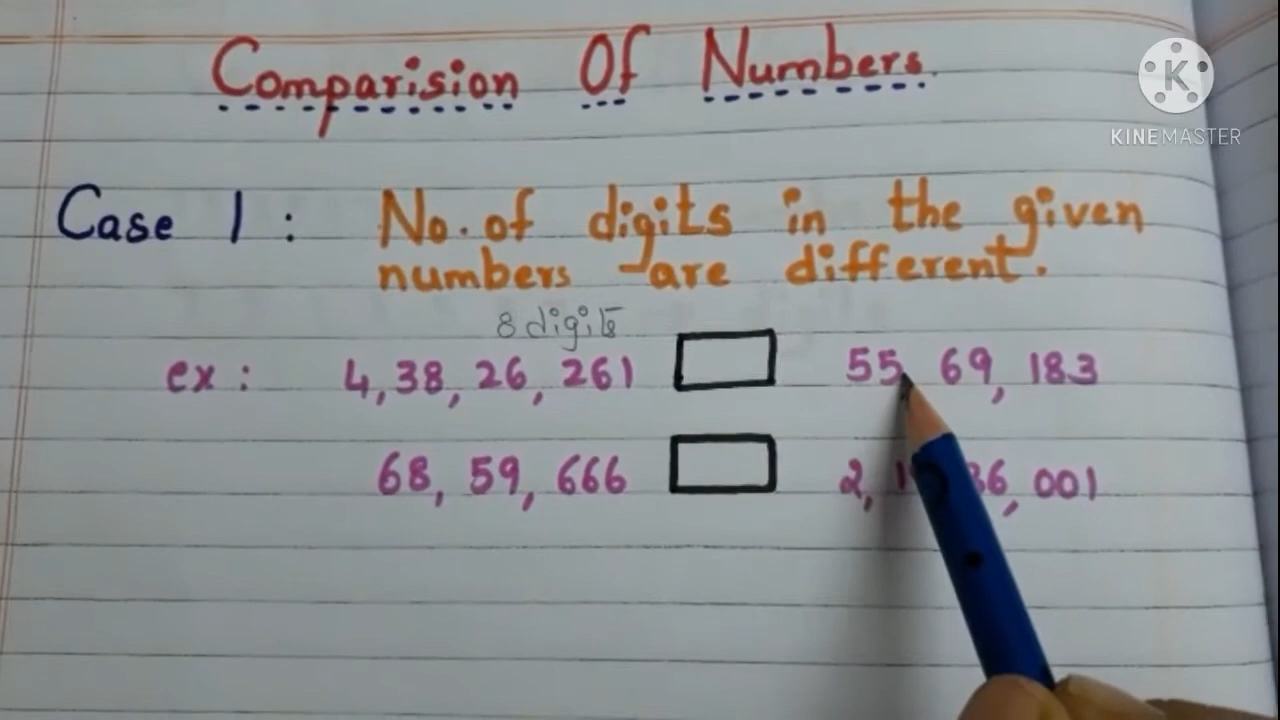 Comparision Of Numbers.
KINEMASTER
Case 1 : No. of digits in the given
numbers are different.
8 digits
ex : 4,38,26,261 55,69,183
68,59,666 2, 6,001